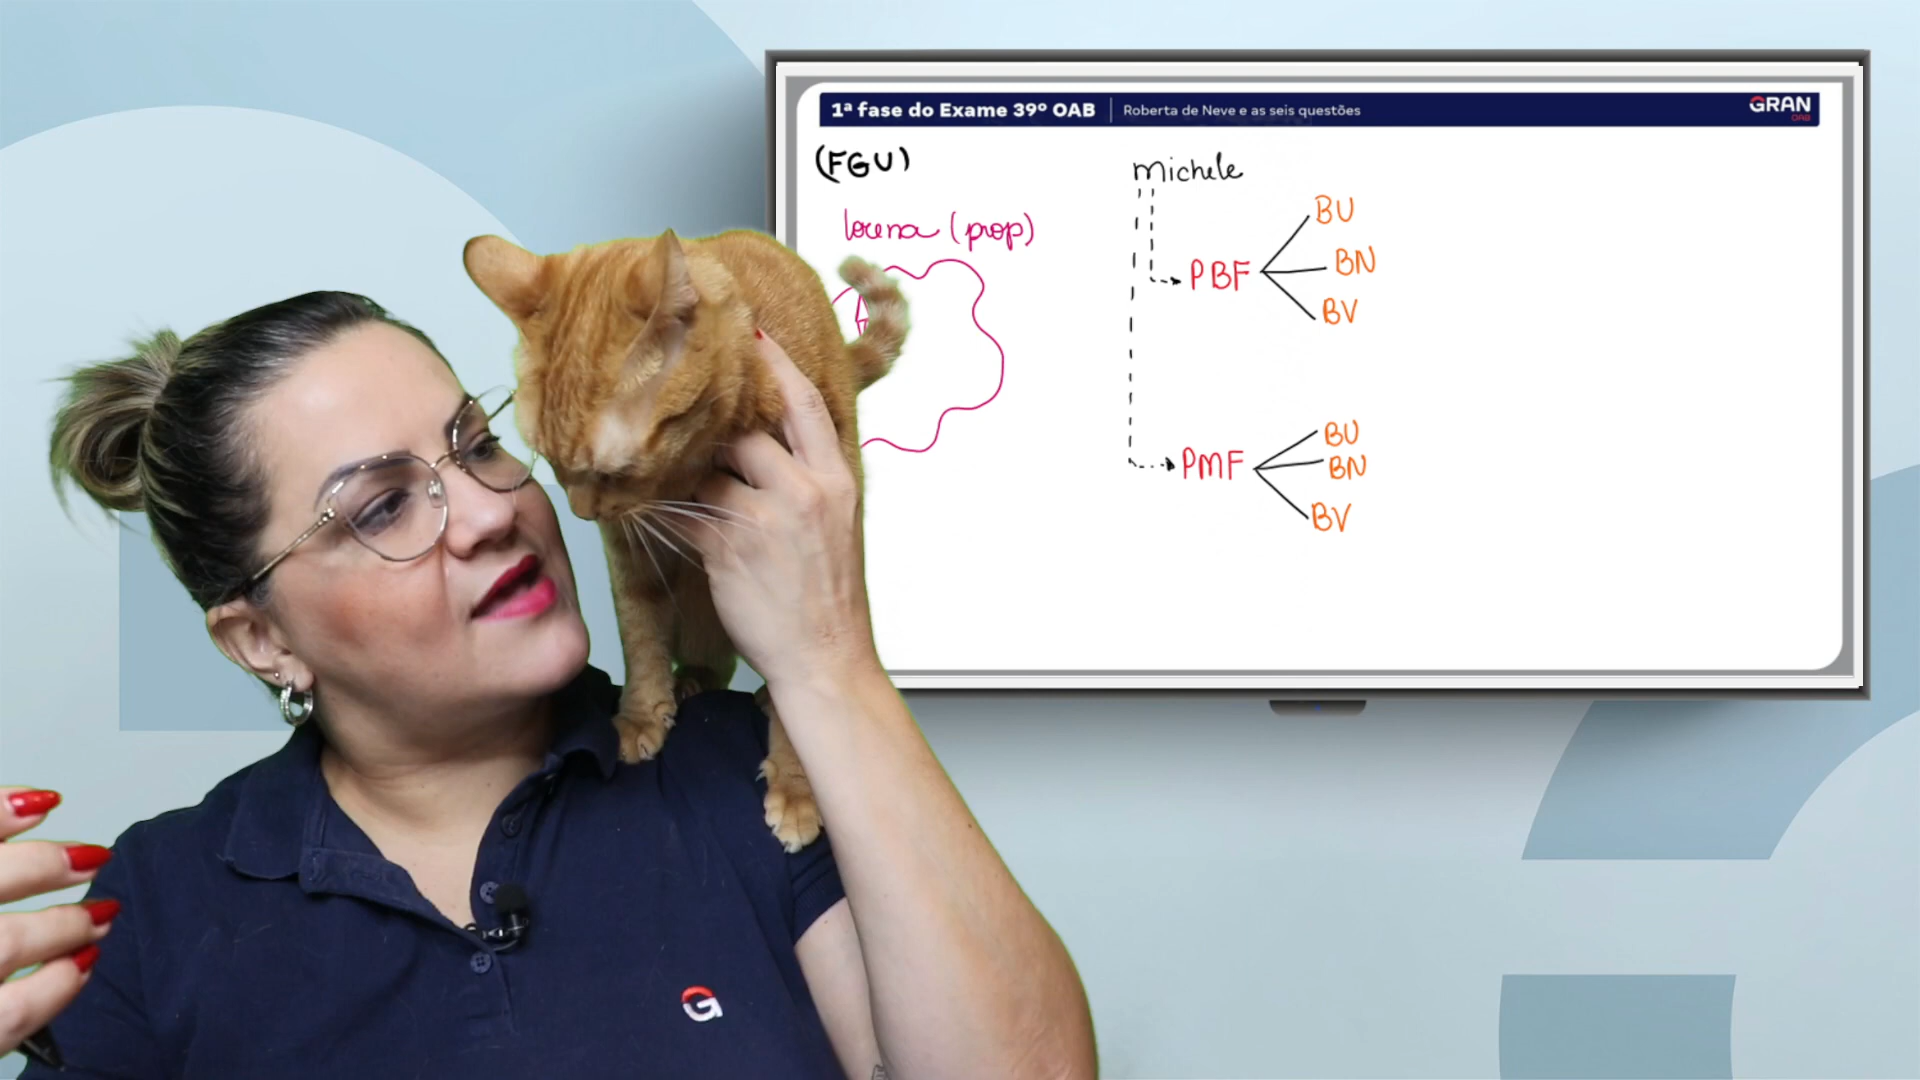 1ª fase do Exame 39º OAB | Roberta de Neve e as seis questões
GRAN
OAB
(FGV)
michele
lorena (prop)
BU
PBF
BN
BV
BU
PMF
BN
BV
G